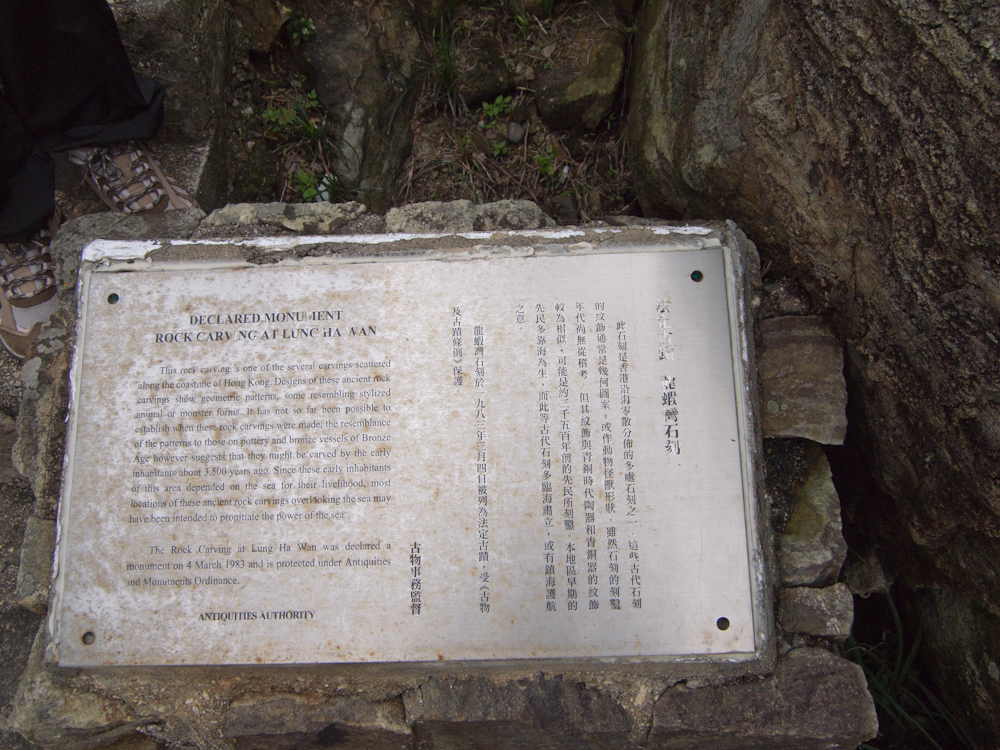 DECLARED MONUMENT
ROCK CARVING AT LUNG HA WAN
This rock carving is one of the several carvings scattered
along the coastline of Hong Kong. Designs of these ancient rock
carvings show geometric patterns, some resembling stylized
animal or monster forms. It has not so far been possible to
establish when these rock carvings were made, the resemblance
of the patterns to those on pottery and bronze vessels of Bronze
Age however suggests that they might be carved by the early
inhabitants about 3,500 years ago. Since these early inhabitants
of this area depended on the sea for their livelihood, most
locations of these ancient rock carvings overlooking the sea may
have been intended to propitiate the power of the sea.
The Rock Carving at Lung Ha Wan was declared a
monument on 4 March 1983 and is protected under Antiquities
and Monuments Ordinance.
ANTIQUITIES AUTHORITY
龍蝦灣石刻
此石刻是香港沿海零散分佈的多處石刻之一，這些古代石刻
的紋飾通常是幾何圖案，或作動物怪獸形狀，雖然石刻的刻鑿
年代尚無從稽考，但其紋飾與青銅時代陶器和青銅器的紋飾
較為相似，可能是約三千五百年前的先民所刻鑿。本地區早期的
先民多靠海為生，而此等古代石刻多臨海矗立，或有鎮海護航
之意。
龍蝦灣石刻於一九八三年三月四日被列為法定古蹟，受《古物
及古蹟條例》保護。
古物事務監督